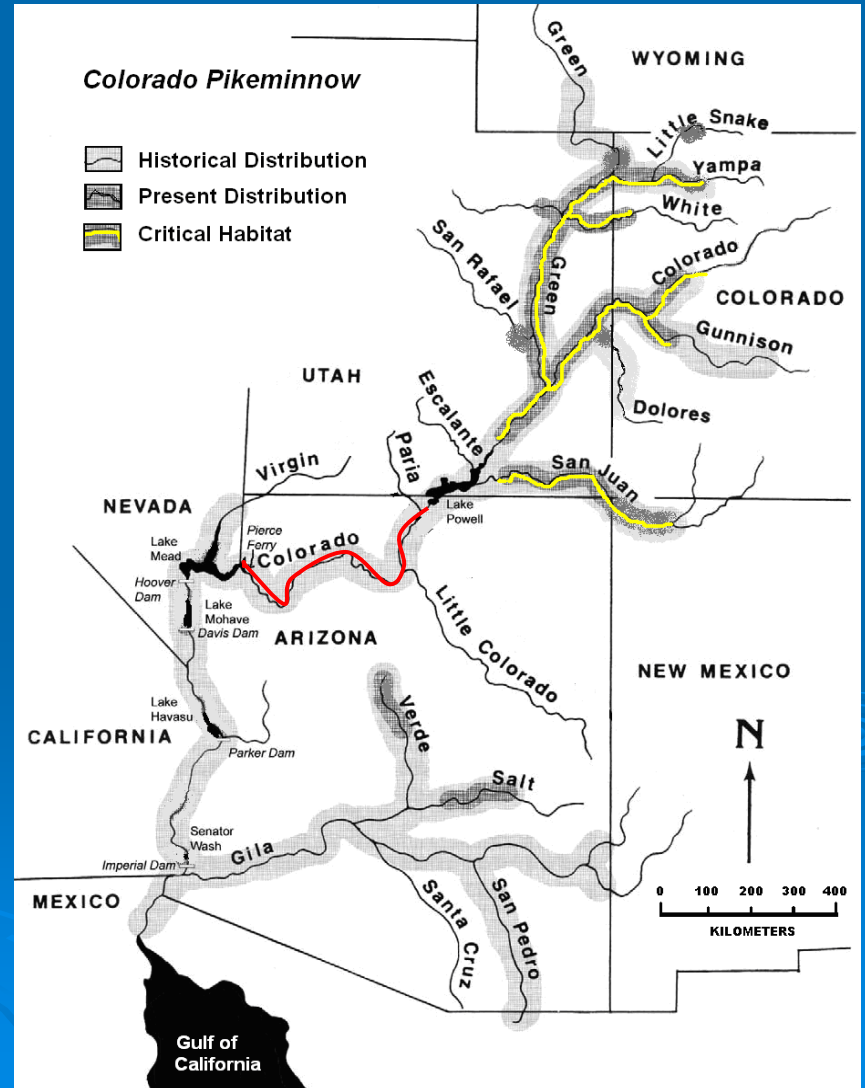 Colorado Pikeminnow
Historical Distribution
Present Distribution
Critical Habitat
Green
WYOMING
Little Snake
Yampa
White
San Rafael
Green
Colorado
COLORADO
Gunnison
UTAH
Escalante
Dolores
Paria
Virgin
San Juan
NEVADA
Lake
Powell
Pierce
Ferry
Lake
Mead
Colorado
Hoover
Dam
Lake
Mohave
Davis Dam
ARIZONA
Little Colorado
NEW MEXICO
Lake
Havasu
Verde
CALIFORNIA
Parker Dam
N
Salt
Senator
Wash
Gila
Imperial Dam
MEXICO
Santa Cruz
San Pedro
0 100 200 300 400
KILOMETERS
Gulf of
California